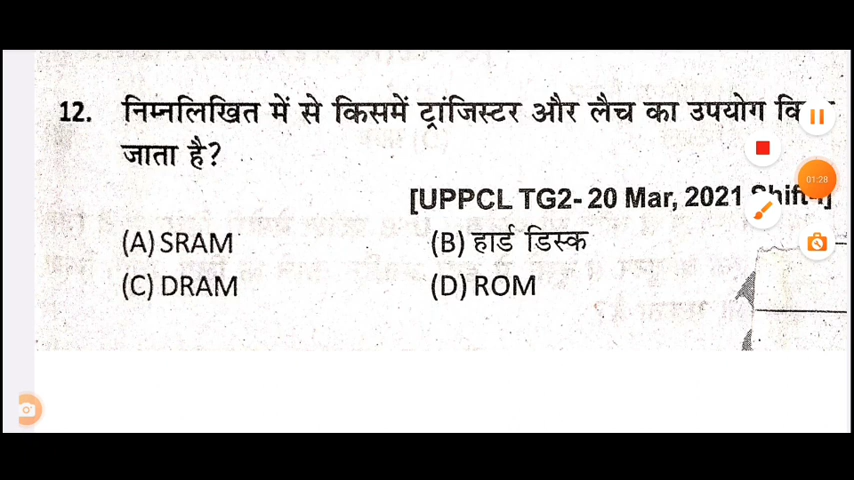 12. निम्नलिखित में से किसमें ट्रांजिस्टर और लैच का उपयोग
जाता है?
[UPPCL TG2- 20 Mar, 2021
01:28
(A) SRAM (B) हार्ड डिस्क
(C) DRAM (D) ROM